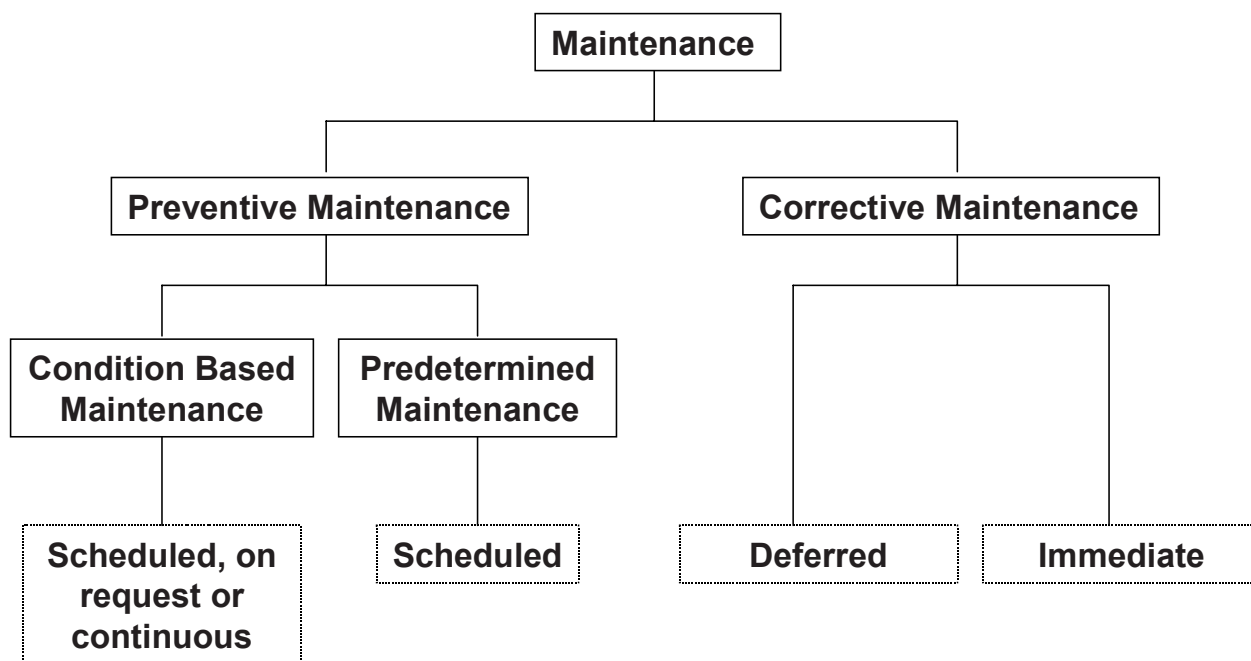 Maintenance
Preventive Maintenance
Corrective Maintenance
Condition Based
Maintenance
Predetermined
Maintenance
Scheduled, on
request or
continuous
Scheduled
Deferred
Immediate